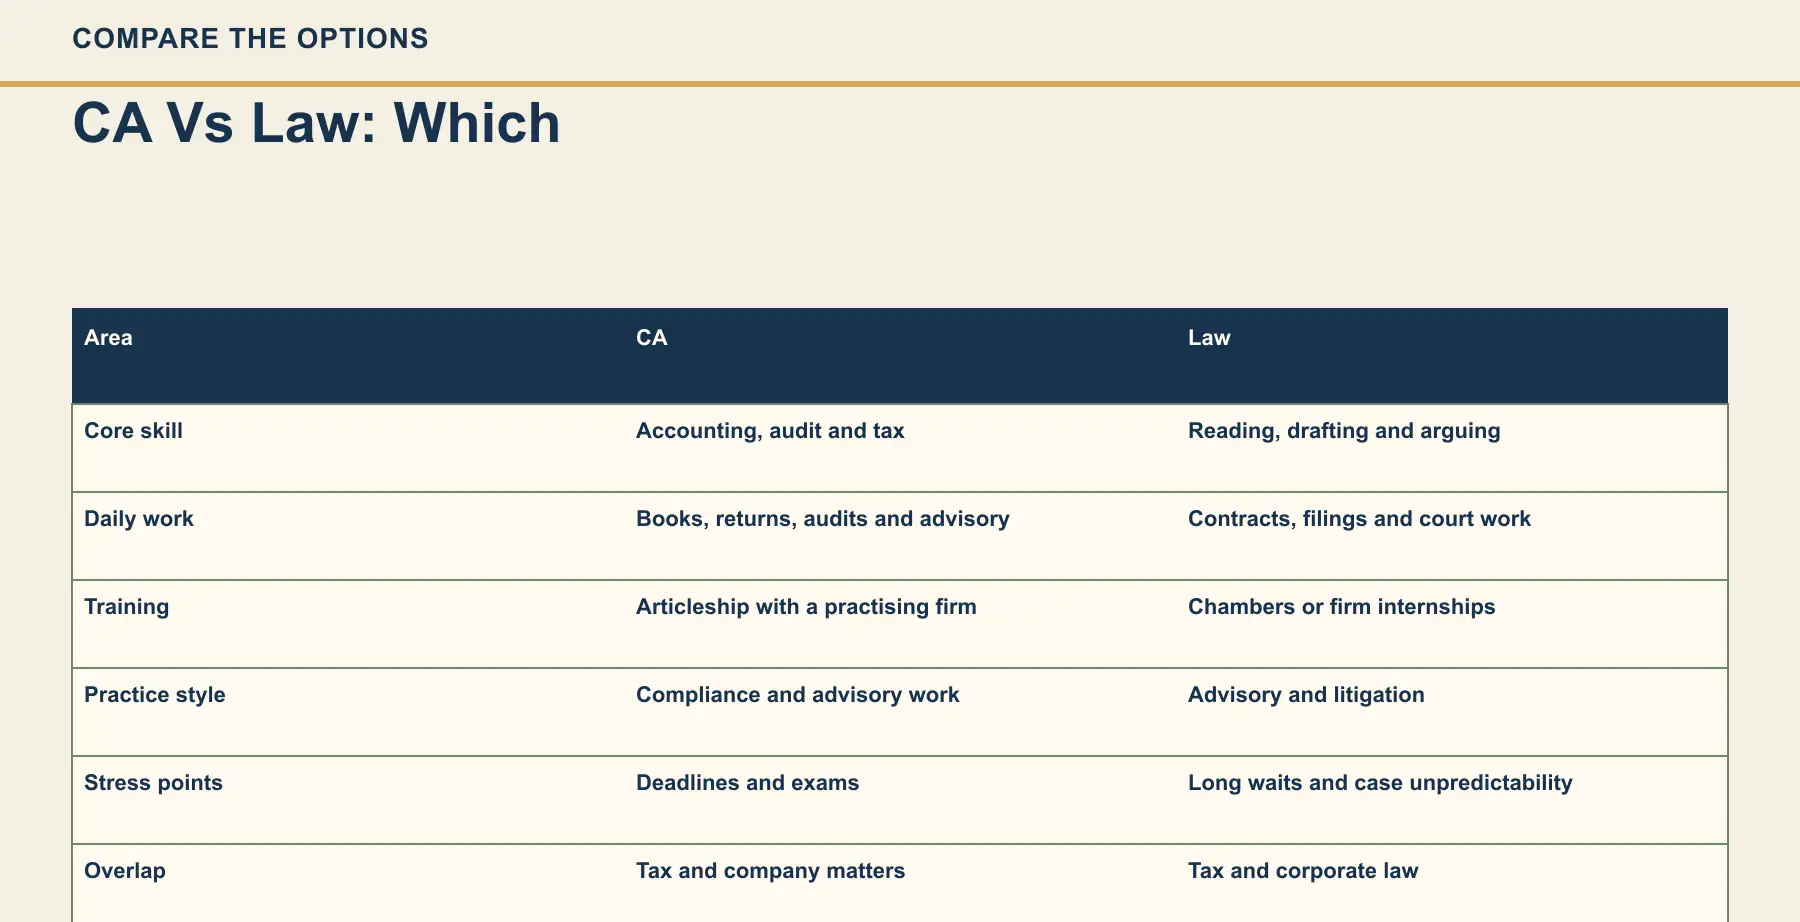 COMPARE THE OPTIONS
CA Vs Law: Which
Area CA Law
Core skill Accounting, audit and tax Reading, drafting and arguing
Daily work Books, returns, audits and advisory Contracts, filings and court work
Training Articleship with a practising firm Chambers or firm internships
Practice style Compliance and advisory work Advisory and litigation
Stress points Deadlines and exams Long waits and case unpredictability
Overlap Tax and company matters Tax and corporate law